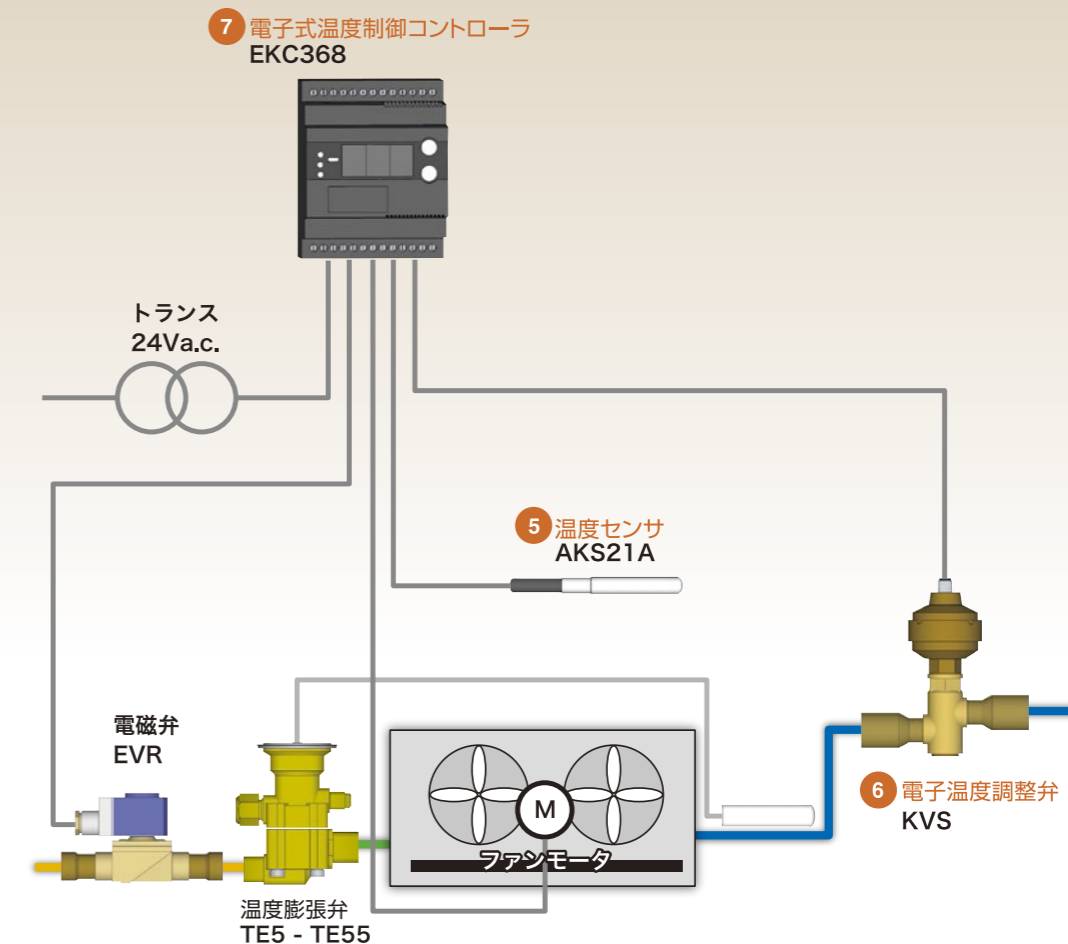 7 電子式温度制御コントローラ
EKC368
トランス
24Va.c.
5 温度センサ
AKS21A
電磁弁
EVR
M
ファンモータ
6 電子温度調整弁
KVS
温度膨張弁
TE5 - TE55